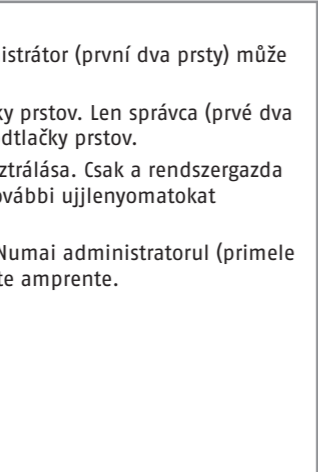 istrátor (první dva prsty) může
ky prstov. Len správca (prvé dva
dtlačky prstov.
ztrálása. Csak a rendszergazda
ovábbi ujjlenyomatokat
Numai administratorul (primele
te amprente.